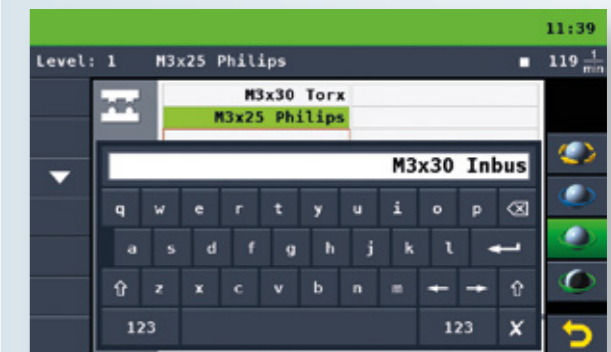 11:39
Level: 1 M3x25 Philips 119 1/min
M3x30 Torx
M3x25 Philips
M3x30 Inbus
q w e r t y u i o p
a s d f g h j k l
z x c v b n m
123 123 X